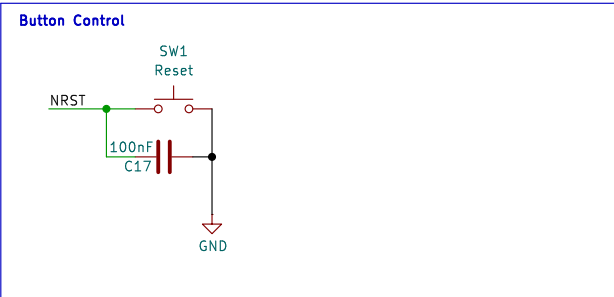 Button Control
SW1
Reset
NRST
100nF
C17
GND